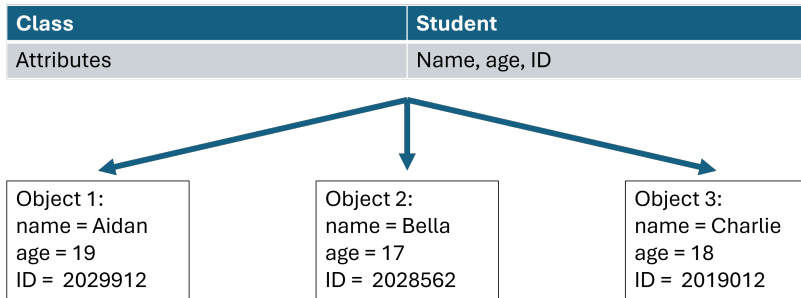 Class Student
Attributes Name, age, ID
Object 1:
name = Aidan
age = 19
ID = 2029912
Object 2:
name = Bella
age = 17
ID = 2028562
Object 3:
name = Charlie
age = 18
ID = 2019012